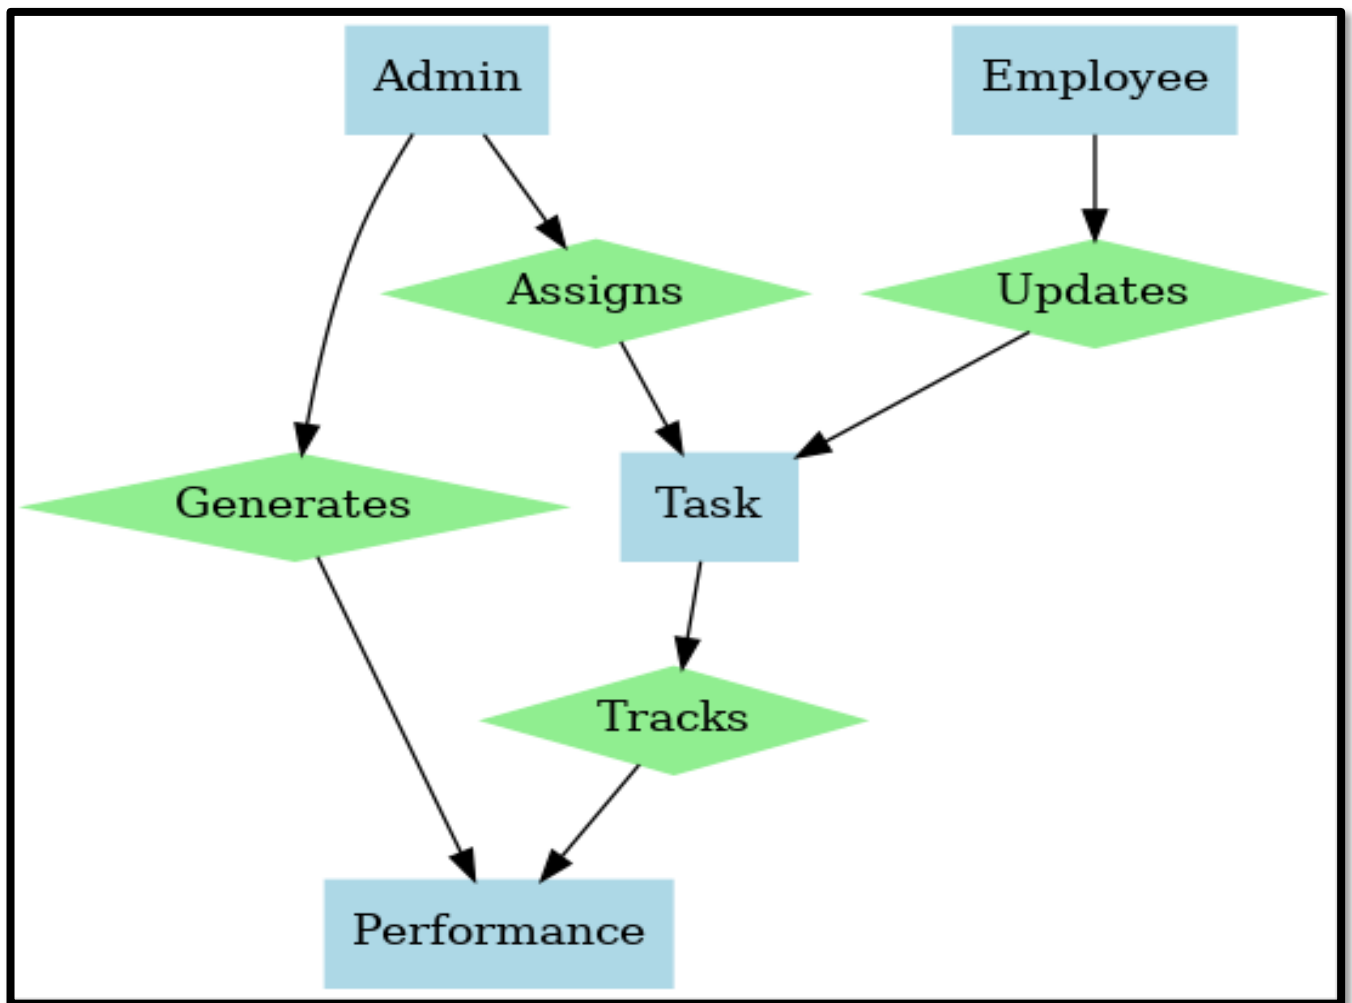 Admin
Employee
Assigns
Updates
Generates
Task
Tracks
Performance